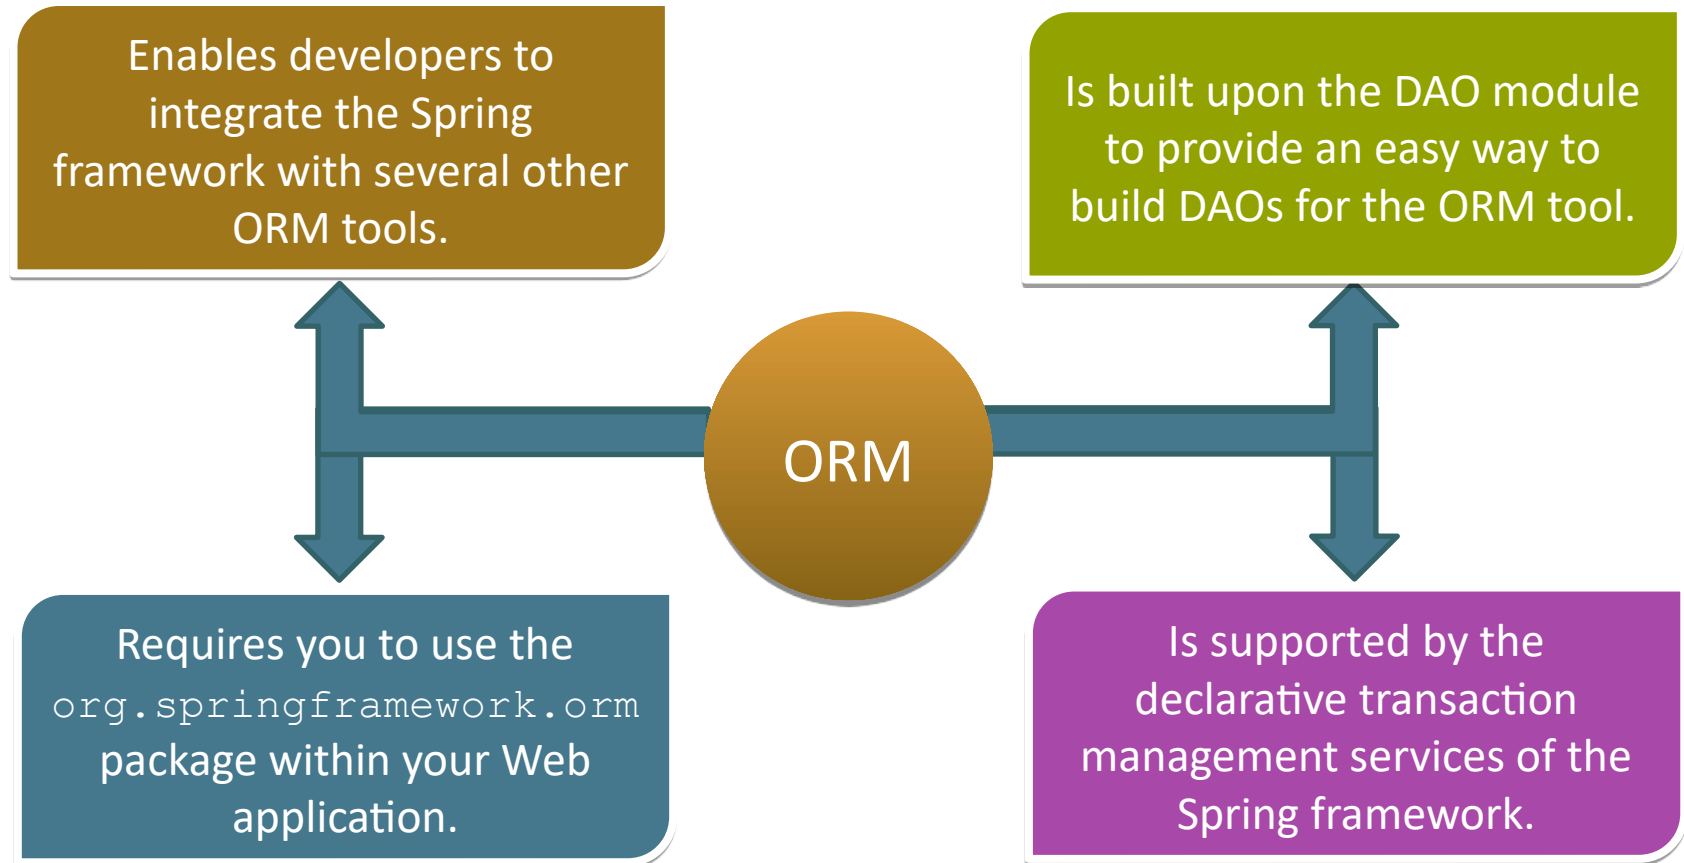 Enables developers to
integrate the Spring
framework with several other
ORM tools.
Is built upon the DAO module
to provide an easy way to
build DAOs for the ORM tool.
ORM
Requires you to use the
org.springframework.orm
package within your Web
application.
Is supported by the
declarative transaction
management services of the
Spring framework.